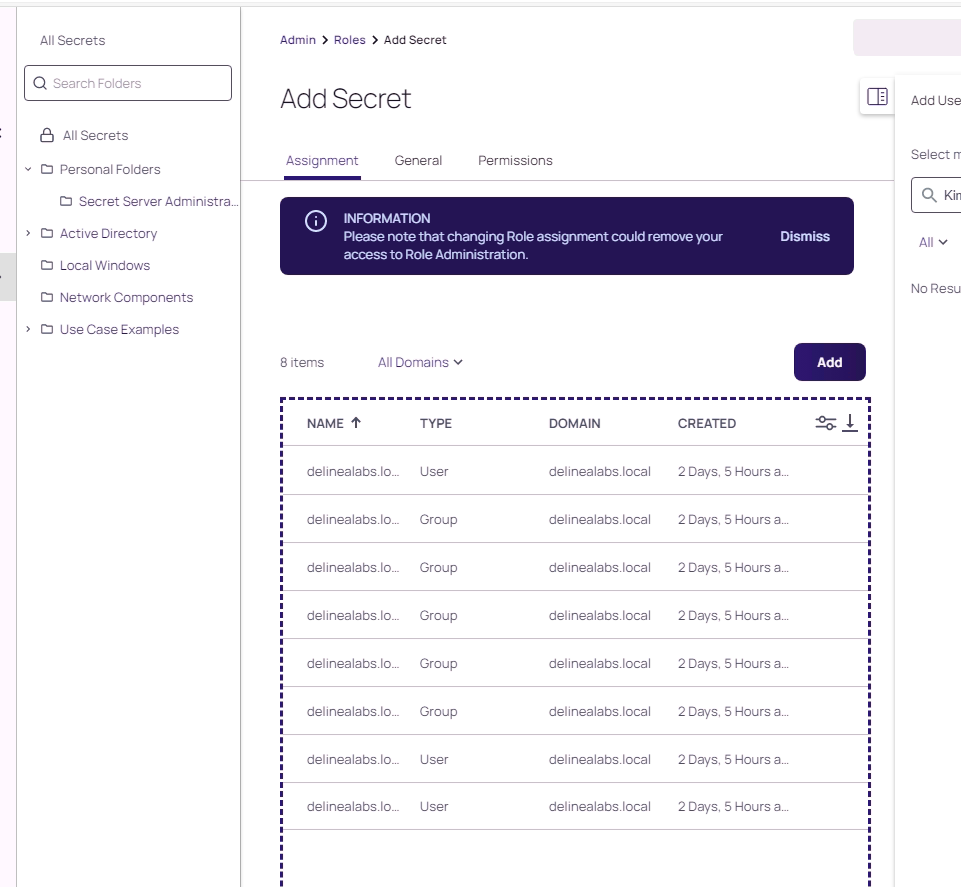 All Secrets
Search Folders
All Secrets
Personal Folders
Secret Server Administra...
Active Directory
Local Windows
Network Components
Use Case Examples
Admin > Roles > Add Secret
Add Secret
Assignment General Permissions
INFORMATION
Please note that changing Role assignment could remove your
access to Role Administration.
Dismiss
8 items All Domains Add
NAME TYPE DOMAIN CREATED
delinealabs.lo... User delinealabs.local 2 Days, 5 Hours a...
delinealabs.lo... Group delinealabs.local 2 Days, 5 Hours a...
delinealabs.lo... Group delinealabs.local 2 Days, 5 Hours a...
delinealabs.lo... Group delinealabs.local 2 Days, 5 Hours a...
delinealabs.lo... Group delinealabs.local 2 Days, 5 Hours a...
delinealabs.lo... Group delinealabs.local 2 Days, 5 Hours a...
delinealabs.lo... User delinealabs.local 2 Days, 5 Hours a...
delinealabs.lo... User delinealabs.local 2 Days, 5 Hours a...
Add Use
Select
All
No Resu